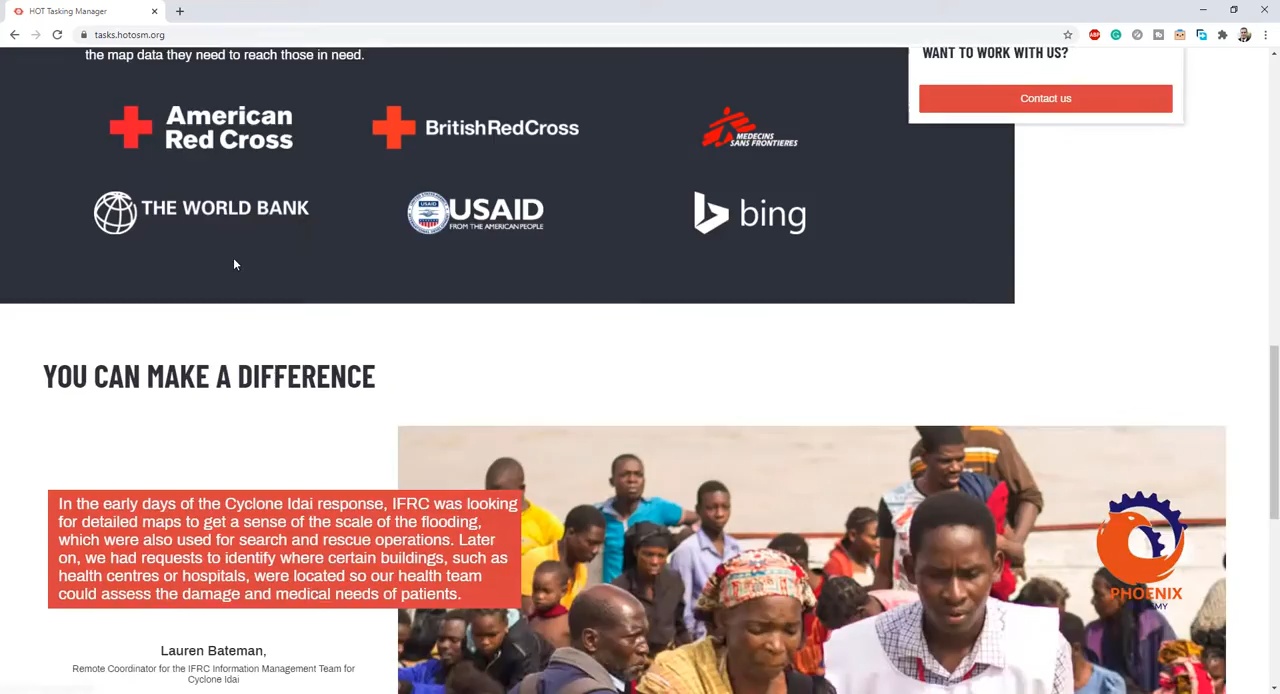 HOT Tasking Manager
tasks.hotosm.org
ABP
the map data they need to reach those in need.
WANT TO WORK WITH US?
Contact us
American
Red Cross
BritishRedCross
MEDECINS
SANS FRONTIERES
THE WORLD BANK
USAID
FROM THE AMERICAN PEOPLE
bing
YOU CAN MAKE A DIFFERENCE
In the early days of the Cyclone Idai response, IFRC was looking
for detailed maps to get a sense of the scale of the flooding,
which were also used for search and rescue operations. Later
on, we had requests to identify where certain buildings, such as
health centres or hospitals, were located so our health team
could assess the damage and medical needs of patients.
PHOENIX
Lauren Bateman,
Remote Coordinator for the IFRC Information Management Team for
Cyclone Idai